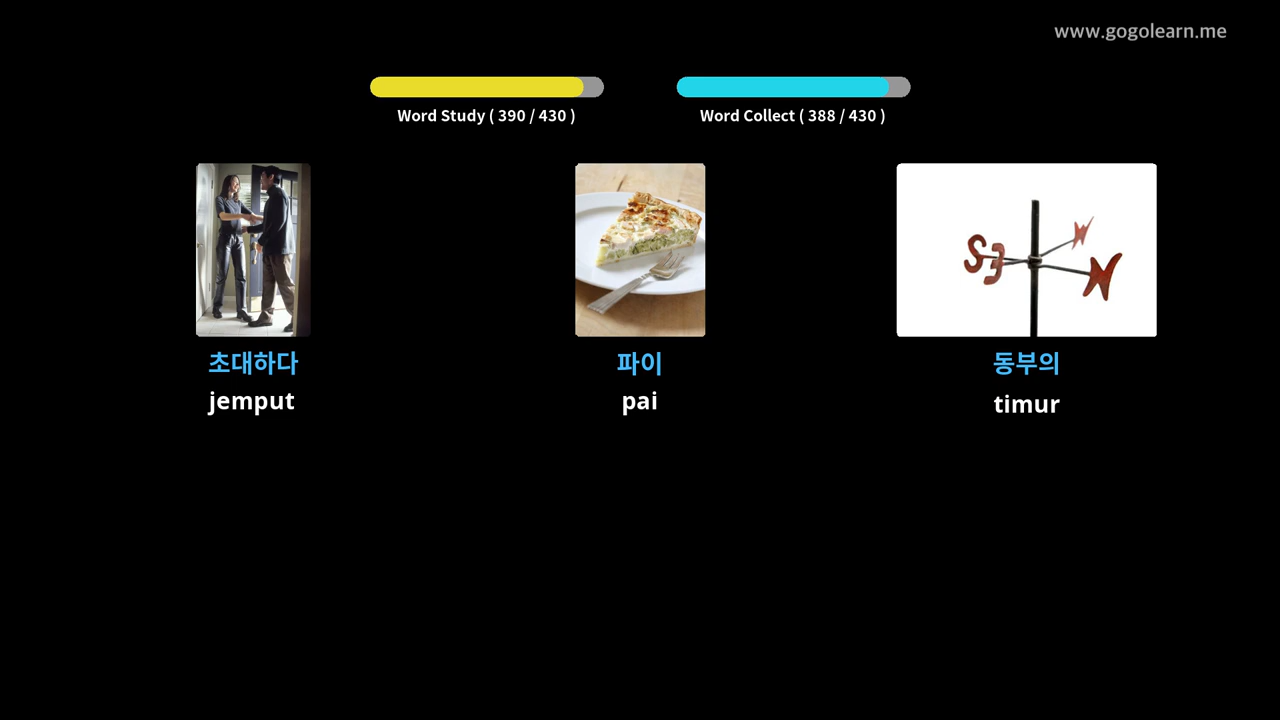 www.gogolearn.me
Word Study ( 390 / 430 )
Word Collect ( 388 / 430 )
초대하다
jemput
파이
pai
동부의
timur